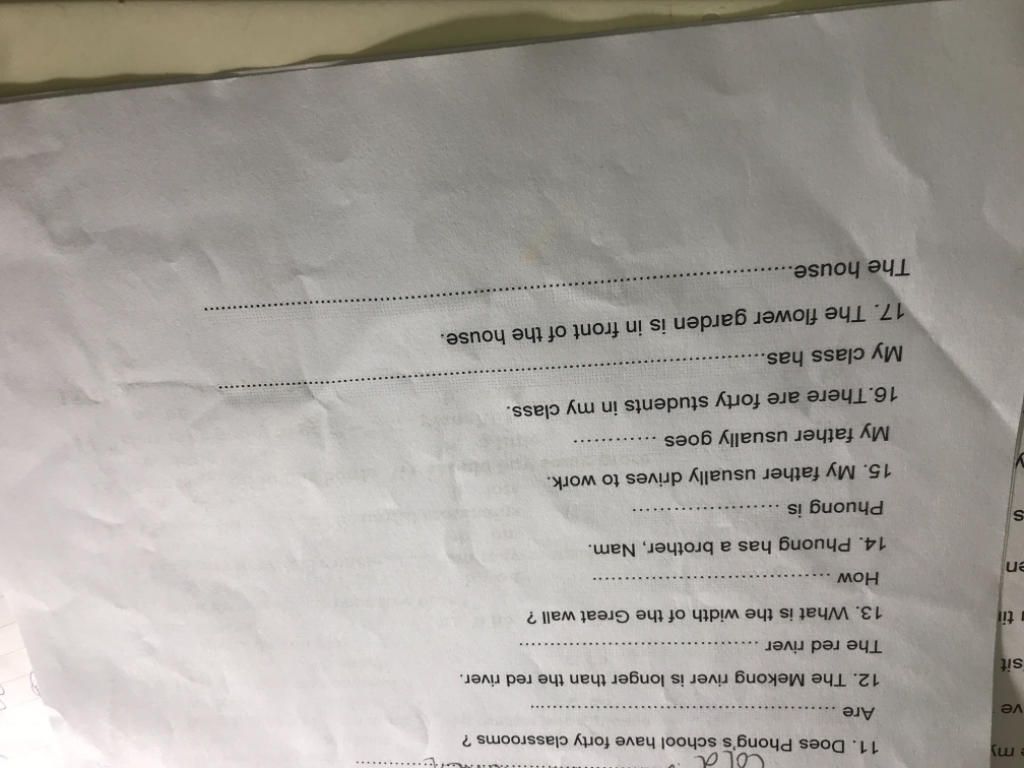 cold
11. Does Phong's school have forty classrooms ?
Are ..........................................
12. The Mekong river is longer than the red river.
The red river ..................................
13. What is the width of the Great wall ?
How ..................................
14. Phuong has a brother, Nam.
Phuong is .....................
15. My father usually drives to work.
My father usually goes ............
16.There are forty students in my class.
My class has...........................................................................
17. The flower garden is in front of the house.
The house................................................................................